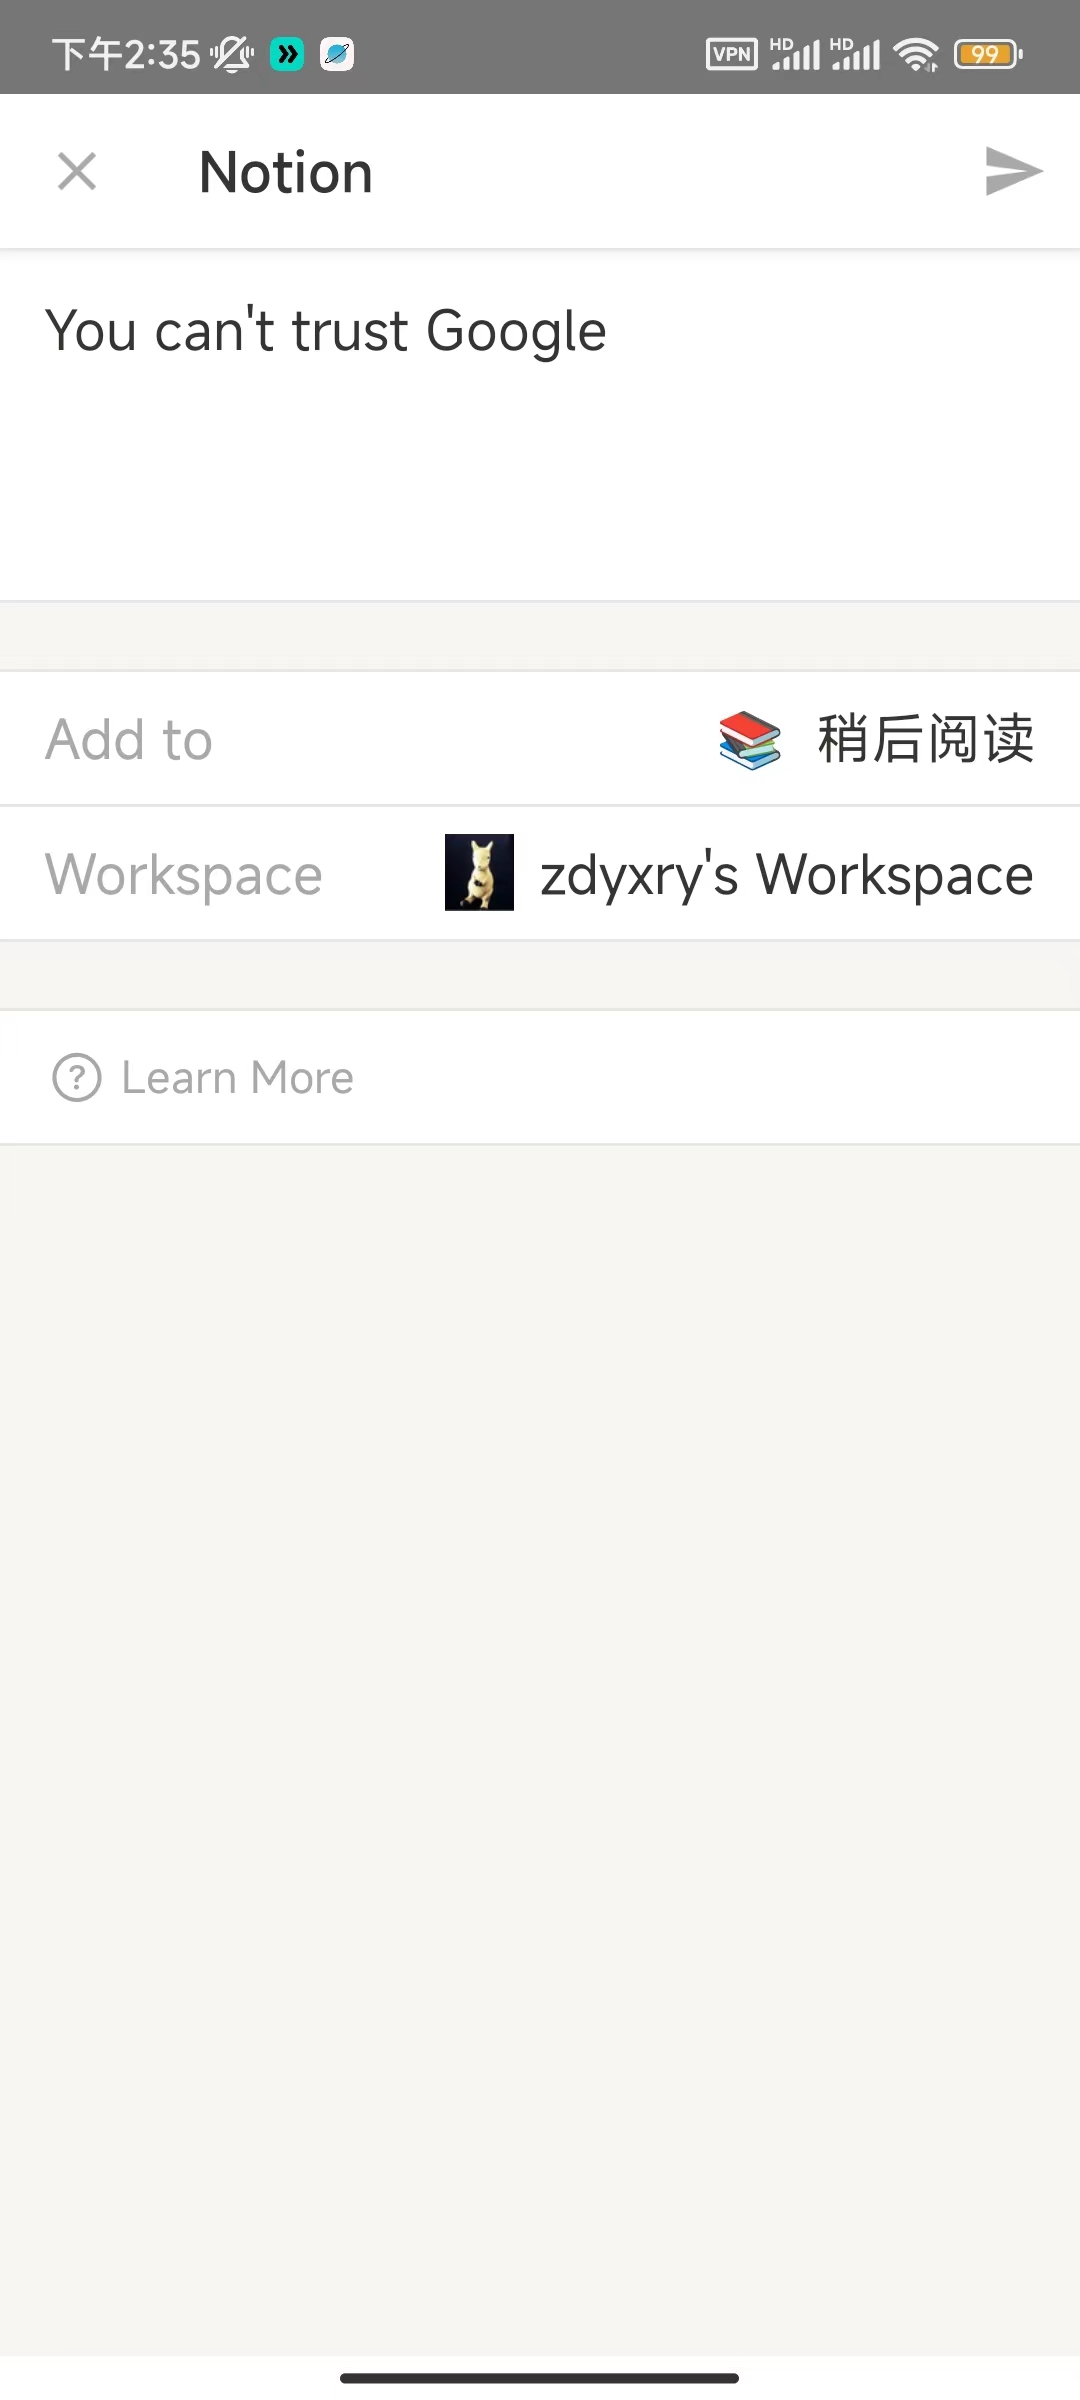 下午2:35 VPN HD HD 99
Notion
You can't trust Google
Add to 📚 稍后阅读
Workspace zdyxry's Workspace
? Learn More